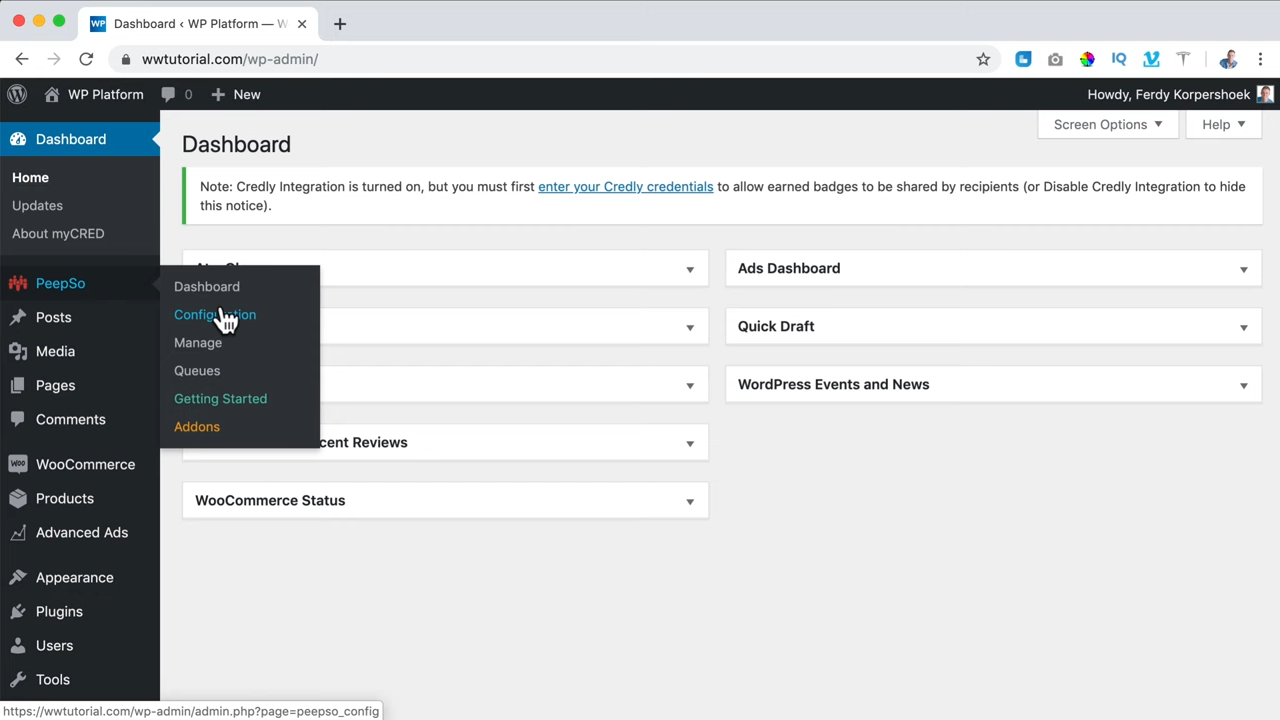 WP Dashboard ‹ WP Platform — W
wwtutorial.com/wp-admin/
IQ
WP Platform 0 New Howdy, Ferdy Korpershoek
Dashboard
Home
Updates
About myCRED
PeepSo
Posts
Media
Pages
Comments
WooCommerce
Products
Advanced Ads
Appearance
Plugins
Users
Tools
Dashboard
Configuration
Manage
Queues
Getting Started
Addons
Screen Options Help
Dashboard
Note: Credly Integration is turned on, but you must first enter your Credly credentials to allow earned badges to be shared by recipients (or Disable Credly Integration to hide
this notice).
cent Reviews
WooCommerce Status
Ads Dashboard
Quick Draft
WordPress Events and News
https://wwtutorial.com/wp-admin/admin.php?page=peepso_config